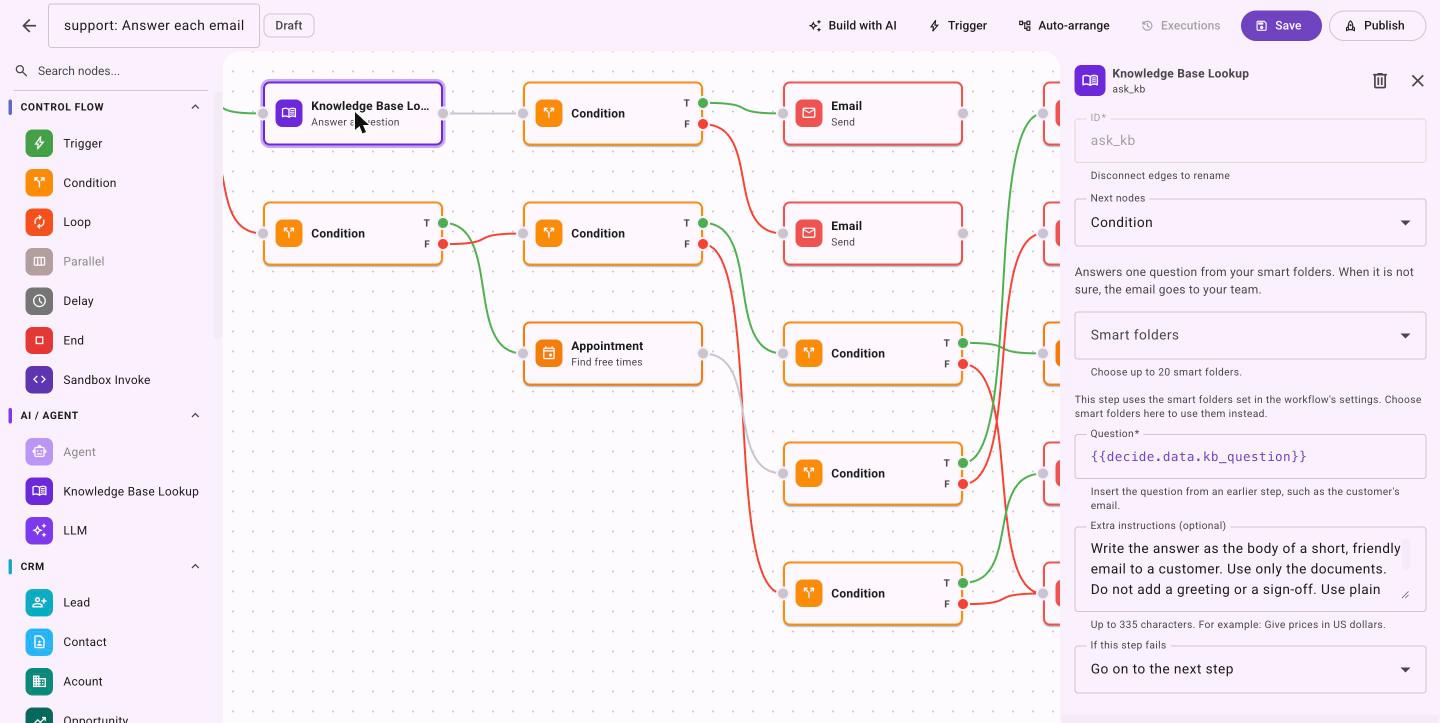 support: Answer each email
Draft
Build with AI
Trigger
Auto-arrange
Executions
Save
Publish
Search nodes...
CONTROL FLOW
Trigger
Condition
Loop
Parallel
Delay
End
Sandbox Invoke
AI / AGENT
Agent
Knowledge Base Lookup
LLM
CRM
Lead
Contact
Acount
Opportunity
Knowledge Base Lo...
Answer a
Condition
T
F
Email
Send
Condition
T
F
Condition
T
F
Email
Send
Appointment
Find free times
Condition
T
F
Condition
T
F
Condition
T
F
Knowledge Base Lookup
ask_kb
ID*
ask_kb
Disconnect edges to rename
Next nodes
Condition
Answers one question from your smart folders. When it is not
sure, the email goes to your team.
Smart folders
Choose up to 20 smart folders.
This step uses the smart folders set in the workflow's settings. Choose
smart folders here to use them instead.
Question*
{{decide.data.kb_question}}
Insert the question from an earlier step, such as the customer's
email.
Extra instructions (optional)
Write the answer as the body of a short, friendly
email to a customer. Use only the documents.
Do not add a greeting or a sign-off. Use plain
Up to 335 characters. For example: Give prices in US dollars.
If this step fails
Go on to the next step